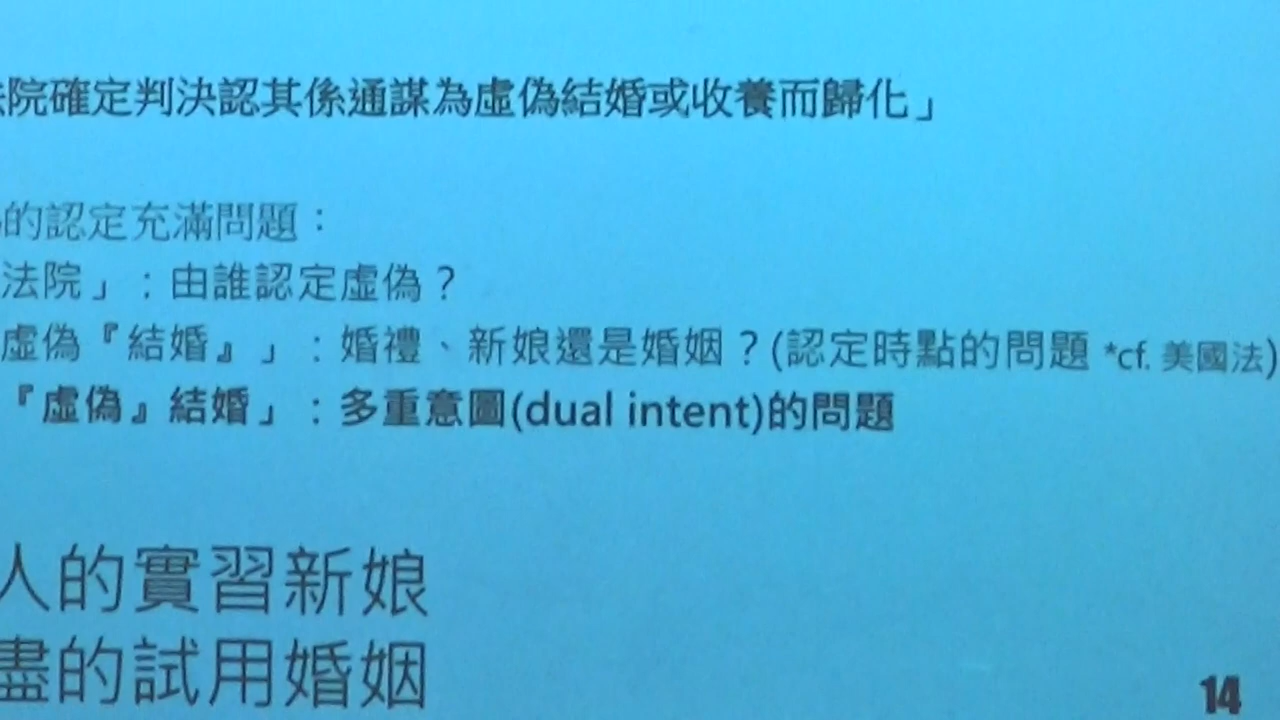 院確定判決認其係通謀為虛偽結婚或收養而歸化」
的認定充滿問題：
法院」：由誰認定虛偽？
虛偽『結婚』」：婚禮、新娘還是婚姻？(認定時點的問題 *cf. 美國法)
『虛偽』結婚」：多重意圖(dual intent)的問題
人的實習新娘
盡的試用婚姻
14